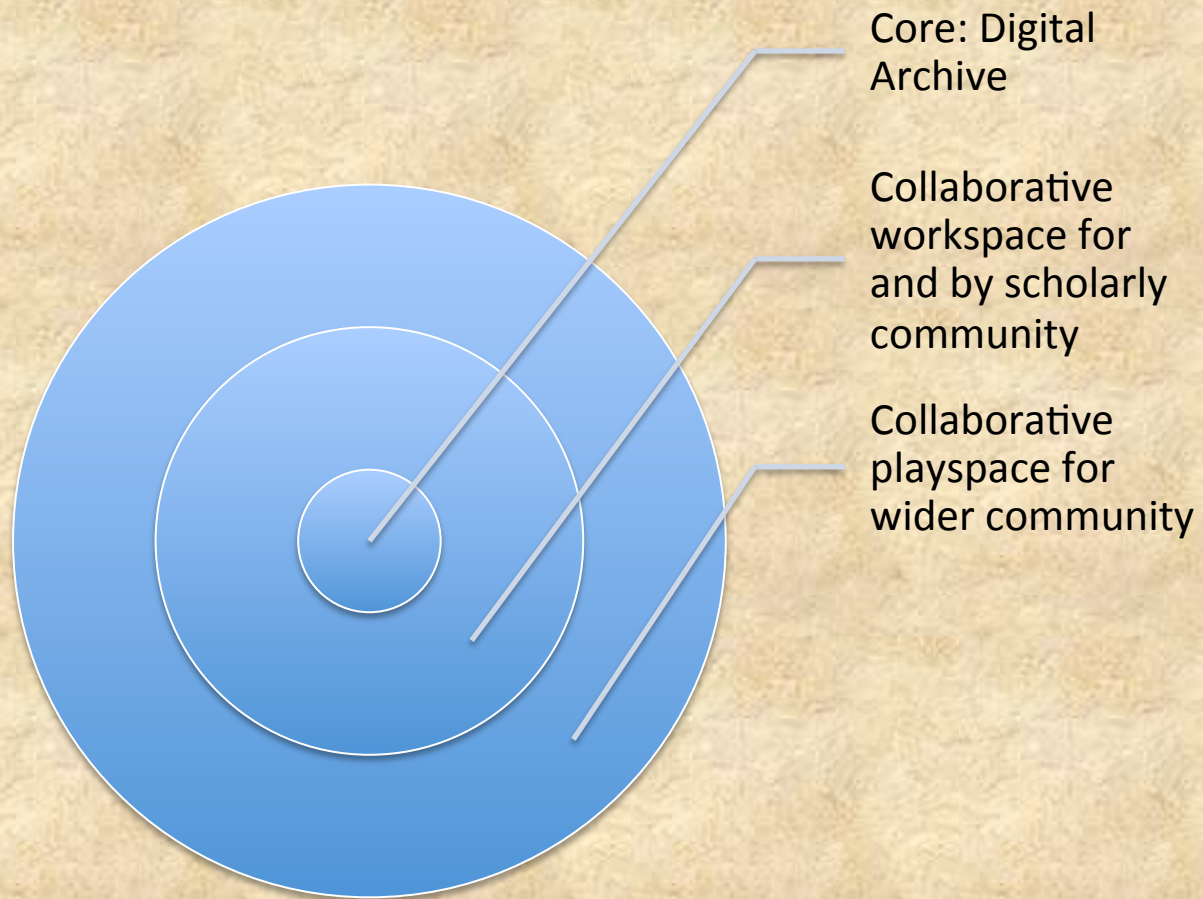 Core: Digital
Archive
Collaborative
workspace for
and by scholarly
community
Collaborative
playspace for
wider community